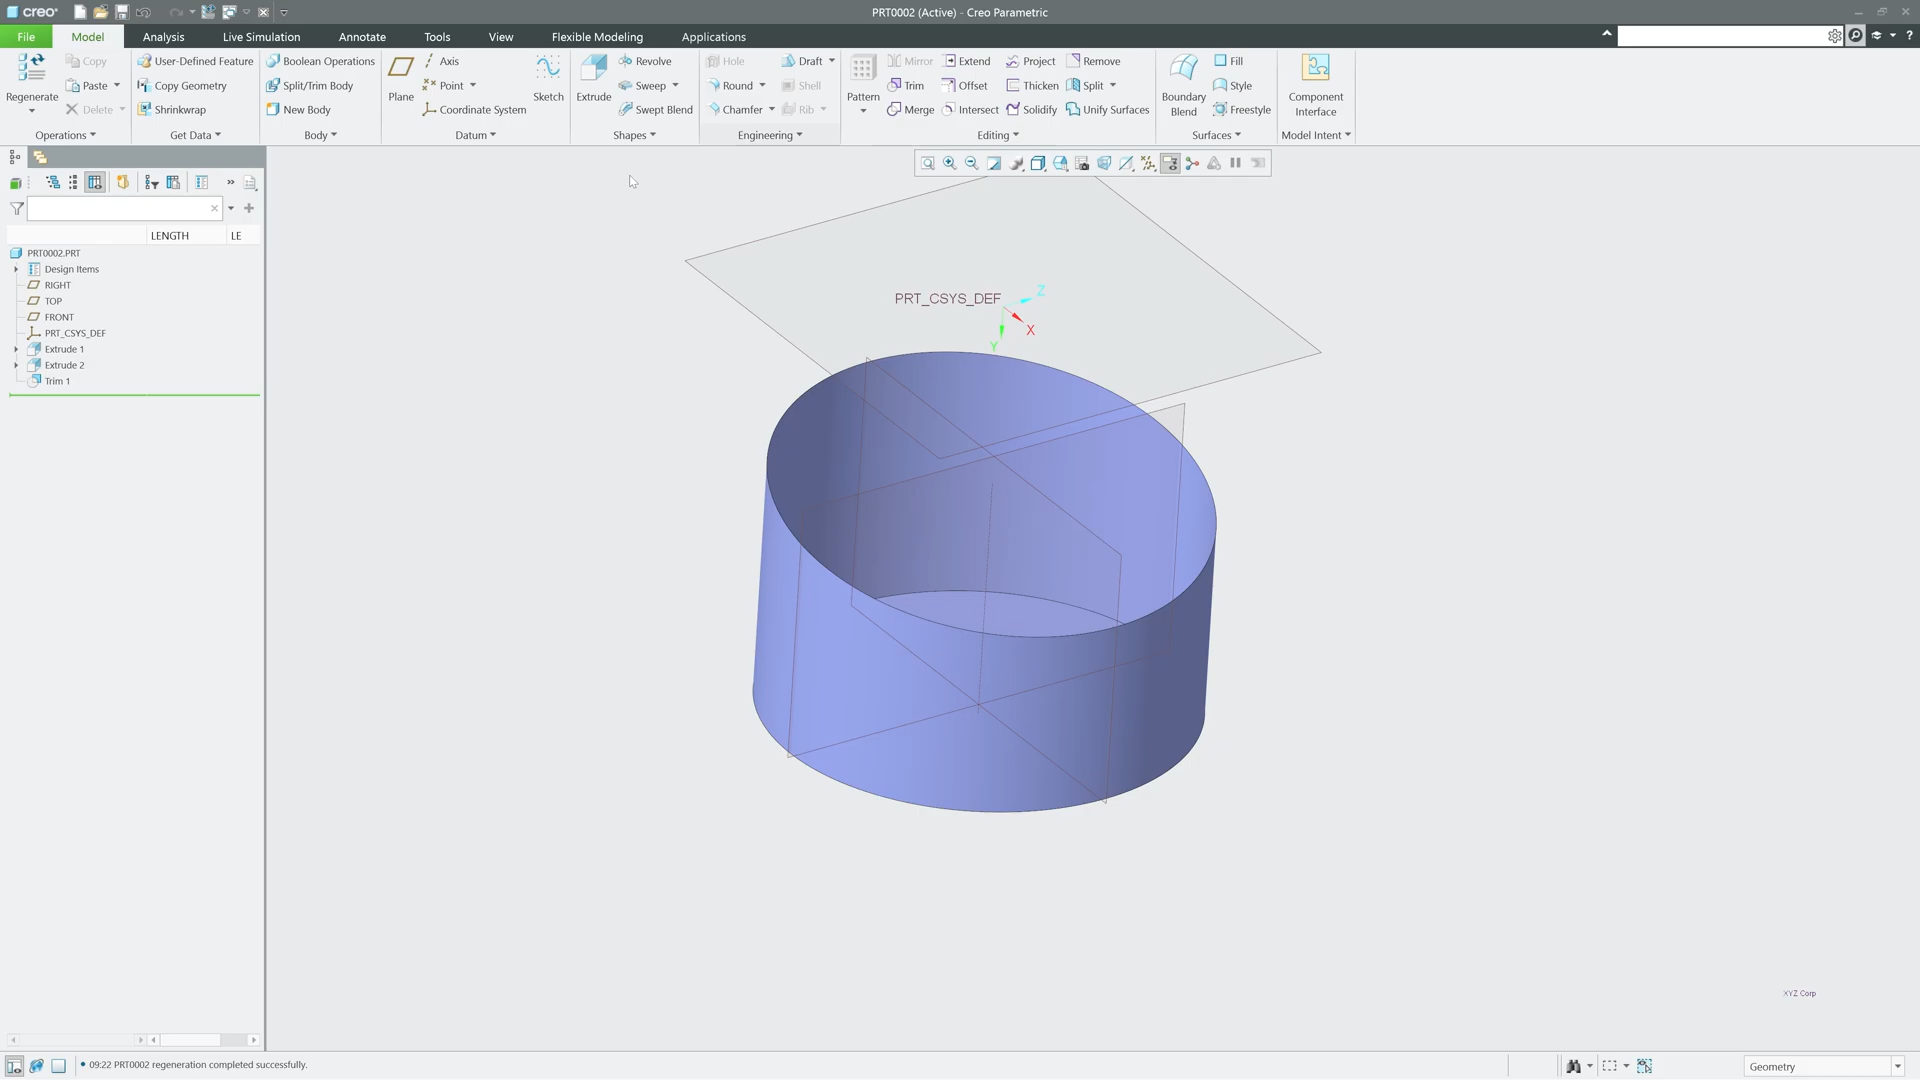 creo
PRT0002 (Active) - Creo Parametric
File Model Analysis Live Simulation Annotate Tools View Flexible Modeling Applications
Regenerate
Copy
Paste
Delete
Operations
User-Defined Feature
Copy Geometry
Shrinkwrap
Get Data
Boolean Operations
Split/Trim Body
New Body
Body
Plane
Axis
Point
Coordinate System
Sketch
Datum
Extrude
Revolve
Sweep
Swept Blend
Shapes
Hole
Round
Chamfer
Draft
Shell
Rib
Engineering
Pattern
Mirror
Trim
Merge
Extend
Offset
Intersect
Project
Thicken
Solidify
Remove
Split
Unify Surfaces
Editing
Boundary
Blend
Fill
Style
Freestyle
Surfaces
Component
Interface
Model Intent
LENGTH LE
PRT0002.PRT
Design Items
RIGHT
TOP
FRONT
PRT_CSYS_DEF
Extrude 1
Extrude 2
Trim 1
PRT_CSYS_DEF
Z
X
Y
XYZ Corp
• 09:22 PRT0002 regeneration completed successfully.
Geometry